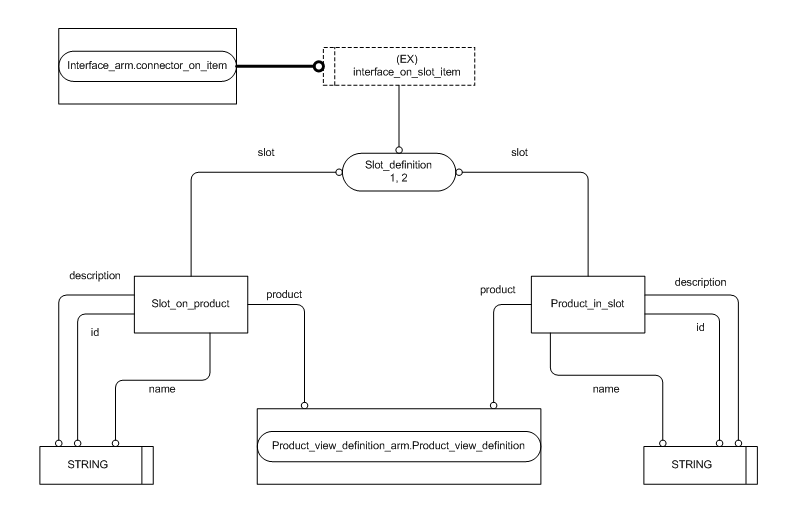 Interface_arm.connector_on_item
(EX)
interface_on_slot_item
slot
Slot_definition
1, 2
slot
description
Slot_on_product
product
id
name
product
Product_in_slot
description
id
name
Product_view_definition_arm.Product_view_definition
STRING
STRING